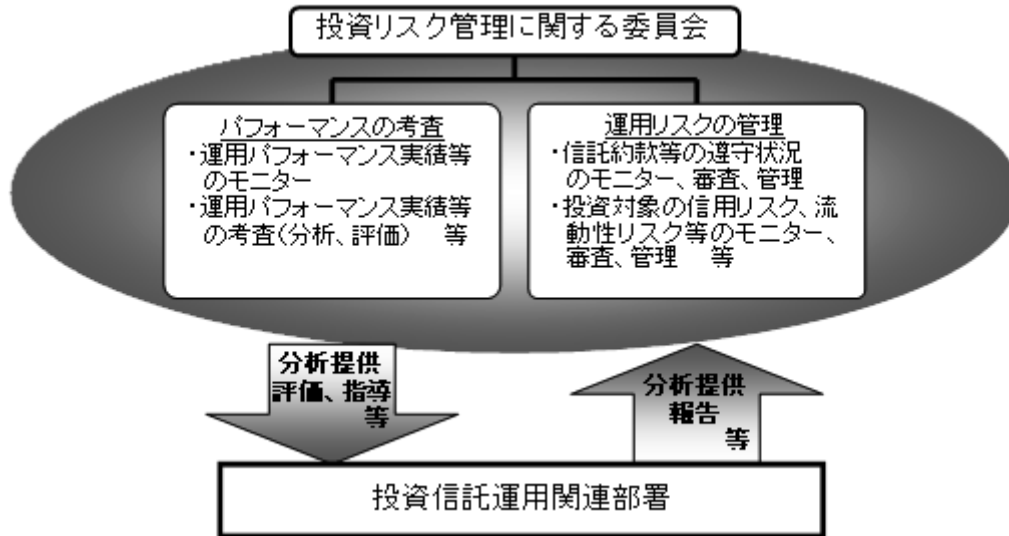 投資リスク管理に関する委員会
パフォーマンスの考査
・運用パフォーマンス実績等
のモニター
・運用パフォーマンス実績等
の考査(分析、評価)　等
運用リスクの管理
・信託約款等の遵守状況
のモニター、審査、管理
・投資対象の信用リスク、流
動性リスク等のモニター、
審査、管理　等
分析提供
評価、指導
等
分析提供
報告
等
投資信託運用関連部署